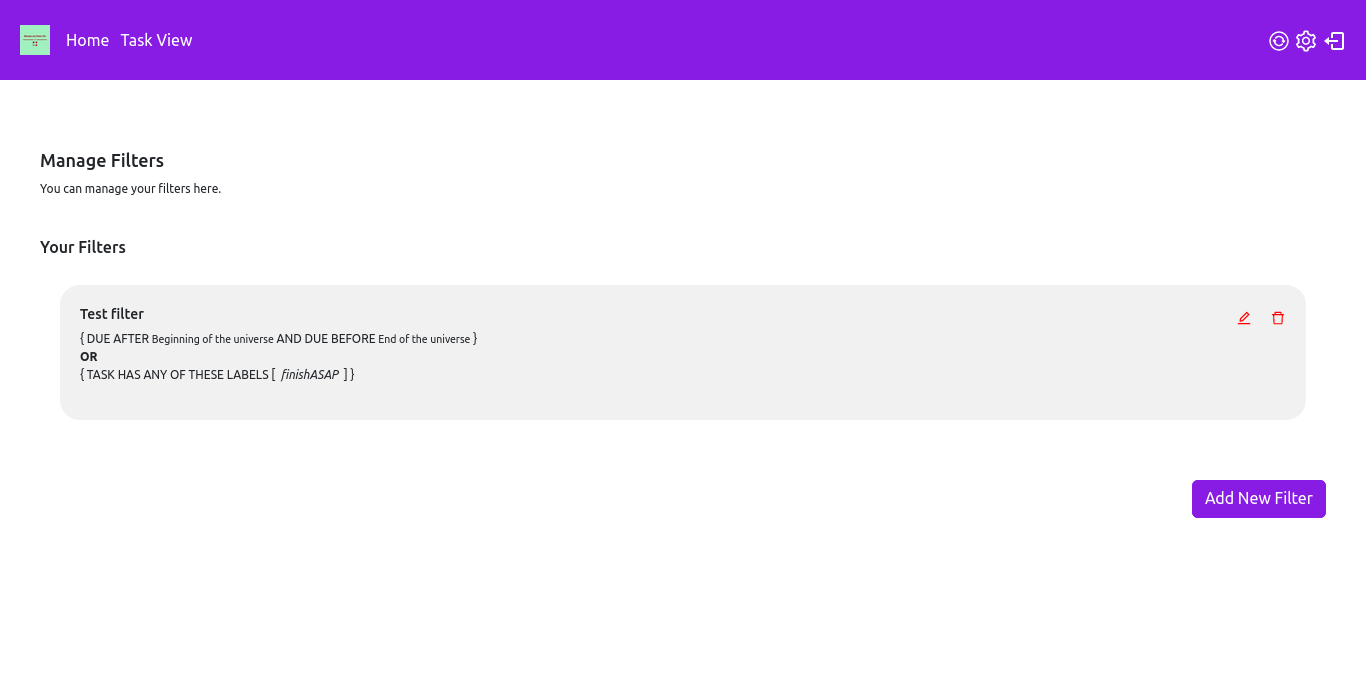 Home Task View
Manage Filters
You can manage your filters here.
Your Filters
Test filter
{ DUE AFTER Beginning of the universe AND DUE BEFORE End of the universe }
OR
{ TASK HAS ANY OF THESE LABELS [ finishASAP ] }
Add New Filter